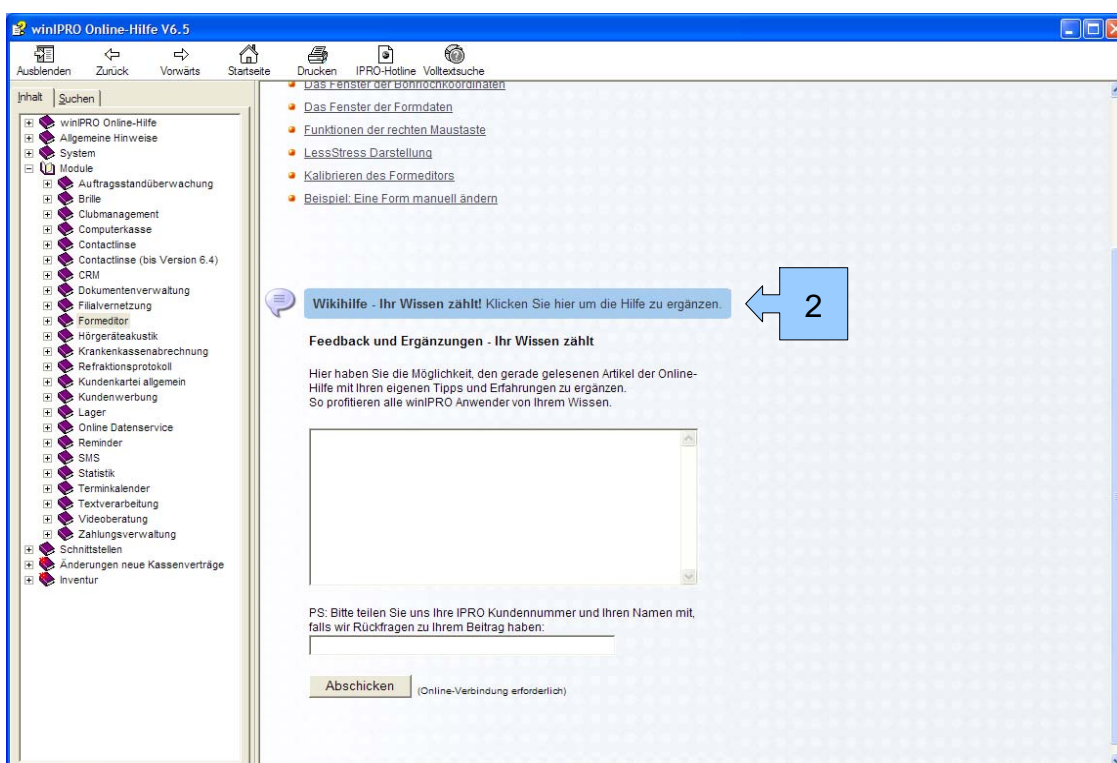 winIPRO Online-Hilfe V6.5
Ausblenden Zurück Vorwärts Startseite Drucken IPRO-Hotline Volltextsuche
Inhalt Suchen
winIPRO Online-Hilfe
Allgemeine Hinweise
System
Module
Auftragsstandüberwachung
Brille
Clubmanagement
Computerkasse
Contactlinse
Contactlinse (bis Version 6.4)
CRM
Dokumentenverwaltung
Filialvernetzung
Formeditor
Hörgeräteakustik
Krankenkassenabrechnung
Refraktionsprotokoll
Kundenkartei allgemein
Kundenwerbung
Lager
Online Datenservice
Reminder
SMS
Statistik
Terminkalender
Textverarbeitung
Videoberatung
Zahlungsverwaltung
Schnittstellen
Änderungen neue Kassenverträge
Inventur
Das Fenster der Bohrlochkoordinaten
Das Fenster der Formdaten
Funktionen der rechten Maustaste
LessStress Darstellung
Kalibrieren des Formeditors
Beispiel: Eine Form manuell ändern
Wikihilfe - Ihr Wissen zählt! Klicken Sie hier um die Hilfe zu ergänzen.
2
Feedback und Ergänzungen - Ihr Wissen zählt
Hier haben Sie die Möglichkeit, den gerade gelesenen Artikel der Online-
Hilfe mit Ihren eigenen Tipps und Erfahrungen zu ergänzen.
So profitieren alle winIPRO Anwender von Ihrem Wissen.
PS: Bitte teilen Sie uns Ihre IPRO Kundennummer und Ihren Namen mit,
falls wir Rückfragen zu Ihrem Beitrag haben:
Abschicken (Online-Verbindung erforderlich)